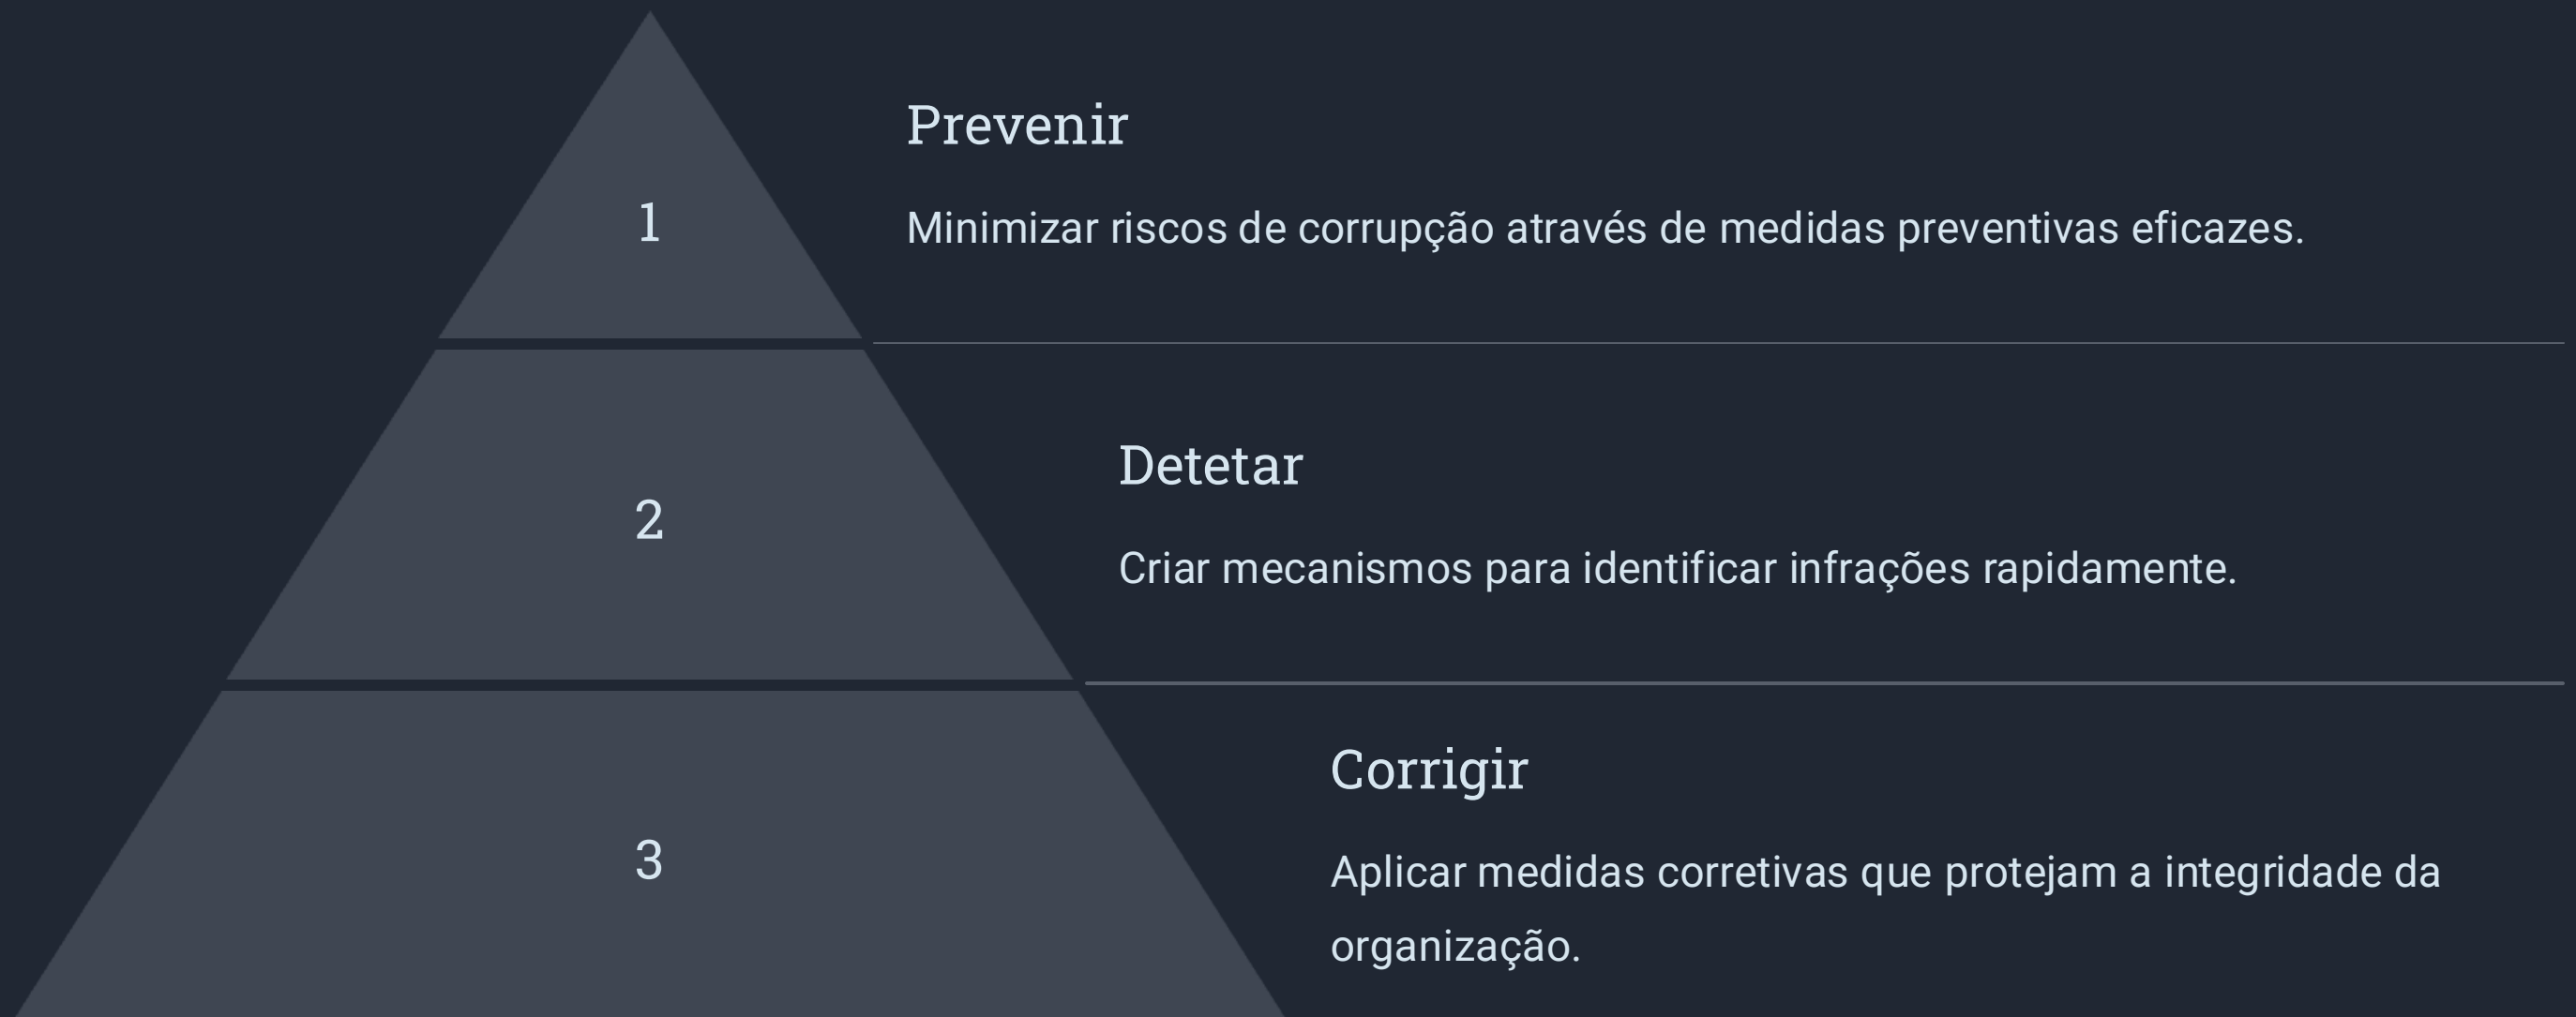 1
Prevenir
Minimizar riscos de corrupção através de medidas preventivas eficazes.
2
Detetar
Criar mecanismos para identificar infrações rapidamente.
3
Corrigir
Aplicar medidas corretivas que protejam a integridade da
organização.